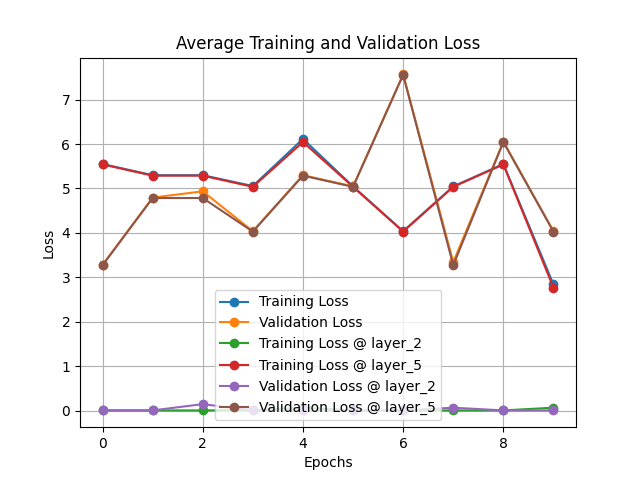 Average Training and Validation Loss
Loss
7
6
5
4
3
2
1
0
Training Loss
Validation Loss
Training Loss @ layer_2
Training Loss @ layer_5
Validation Loss @ layer_2
Validation Loss @ layer_5
0 2 4 6 8
Epochs